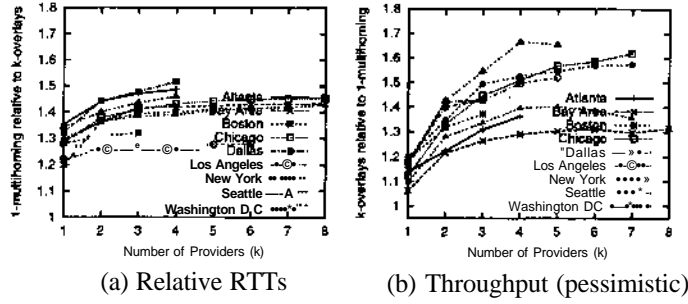 1-multihoming relative to k-overlays
1.7
1.6
1.5
1.4
1.3
1.2
1.1
1
Atlanta
Bay Area
Boston
Chicago
Dallas
Los Angeles
New York
Seattle
Washington D C
1 2 3 4 5 6 7 8
Number of Providers (k)
(a) Relative RTTs
k-overlays relative to 1-multihoming
1.7
1.6
1.5
1.4
1.3
1.2
1.1
1
Atlanta
Bay Area
Boston
Chicago
"Dallas
Los Angeles
New York
Seattle
Washington DC
1 2 3 4 5 6 7 8
Number of Providers (k)
(b) Throughput (pessimistic)